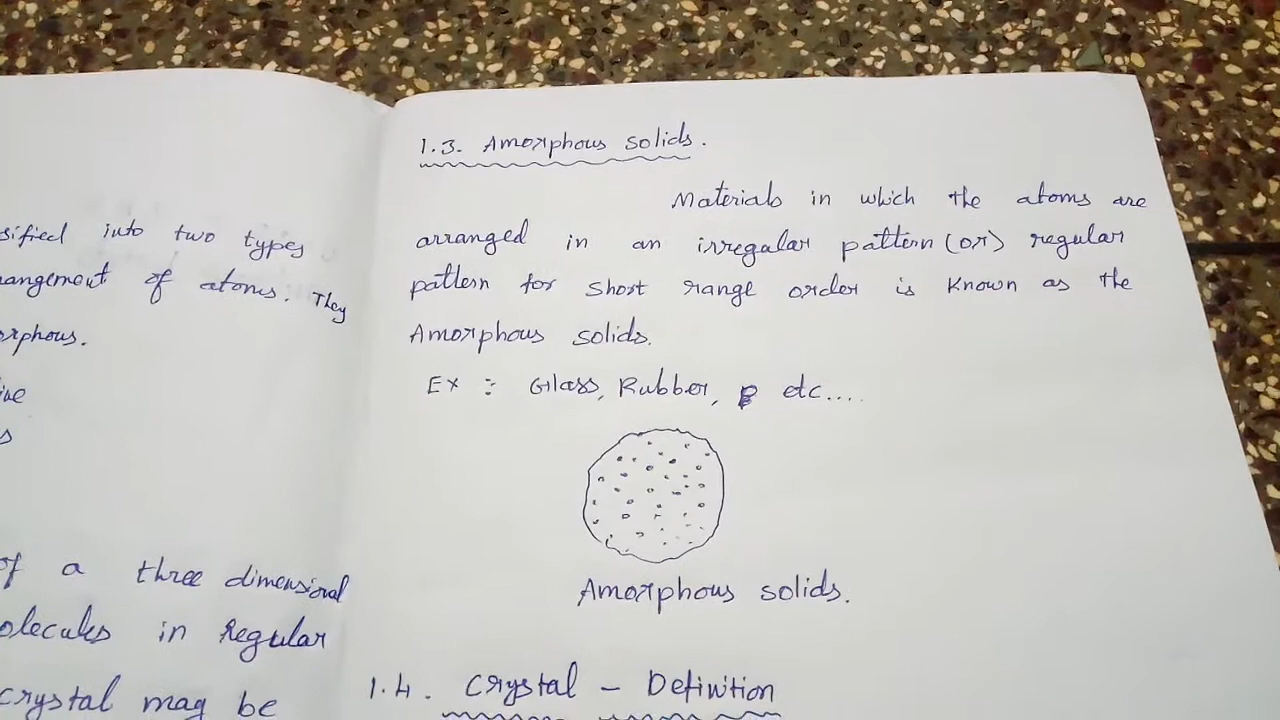 sified into two types
rangement of atoms. They
orphous.
ine
s
of a three dimensional
olecules in Regular
crystal may be
1.3. Amorphous solids.
Materials in which the atoms are
arranged in an irregular pattern (or) regular
pattern for short range order is known as the
Amorphous solids.
Ex : Glass, Rubber, etc....
Amorphous solids.
1.4. Crystal - Definition